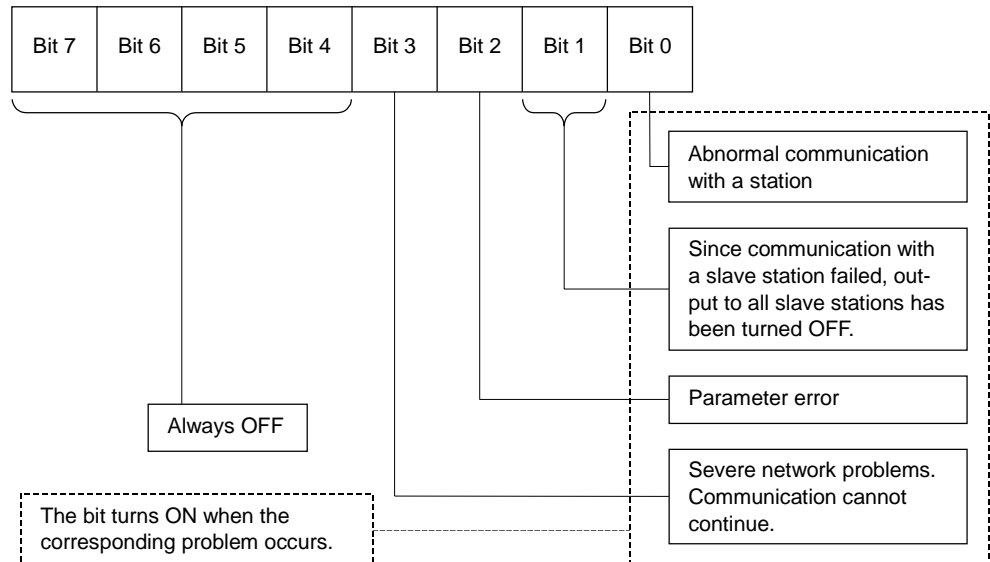 Bit 7 Bit 6 Bit 5 Bit 4 Bit 3 Bit 2 Bit 1 Bit 0
Abnormal communication
with a station
Since communication with
a slave station failed, out-
put to all slave stations has
been turned OFF.
Parameter error
Always OFF
Severe network problems.
Communication cannot
continue.
The bit turns ON when the
corresponding problem occurs.